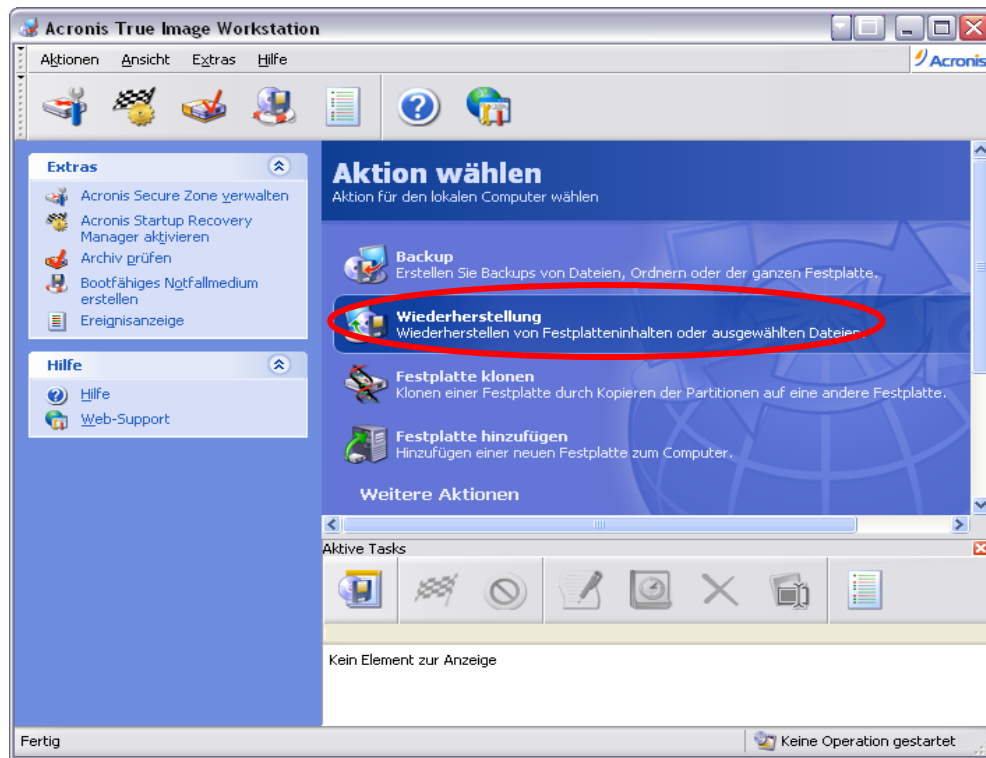 Acronis True Image Workstation
Aktionen Ansicht Extras Hilfe
Acronis
Extras
Acronis Secure Zone verwalten
Acronis Startup Recovery
Manager aktivieren
Archiv prüfen
Bootfähiges Notfallmedium
erstellen
Ereignisanzeige
Hilfe
Hilfe
Web-Support
Aktion wählen
Aktion für den lokalen Computer wählen
Backup
Erstellen Sie Backups von Dateien, Ordnern oder der ganzen Festplatte.
Wiederherstellung
Wiederherstellen von Festplatteninhalten oder ausgewählten Dateien.
Festplatte klonen
Klonen einer Festplatte durch Kopieren der Partitionen auf eine andere Festplatte.
Festplatte hinzufügen
Hinzufügen einer neuen Festplatte zum Computer.
Weitere Aktionen
Aktive Tasks
Kein Element zur Anzeige
Fertig
Keine Operation gestartet